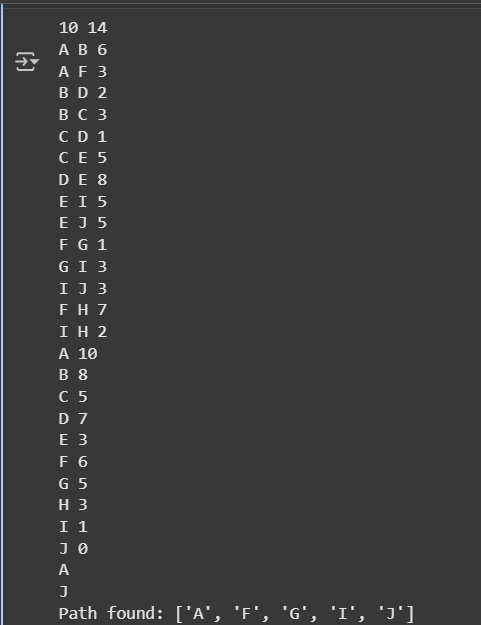 10 14
A B 6
A F 3
B D 2
B C 3
C D 1
C E 5
D E 8
E I 5
E J 5
F G 1
G I 3
I J 3
F H 7
I H 2
A 10
B 8
C 5
D 7
E 3
F 6
G 5
H 3
I 1
J 0
A
J
Path found: ['A', 'F', 'G', 'I', 'J']